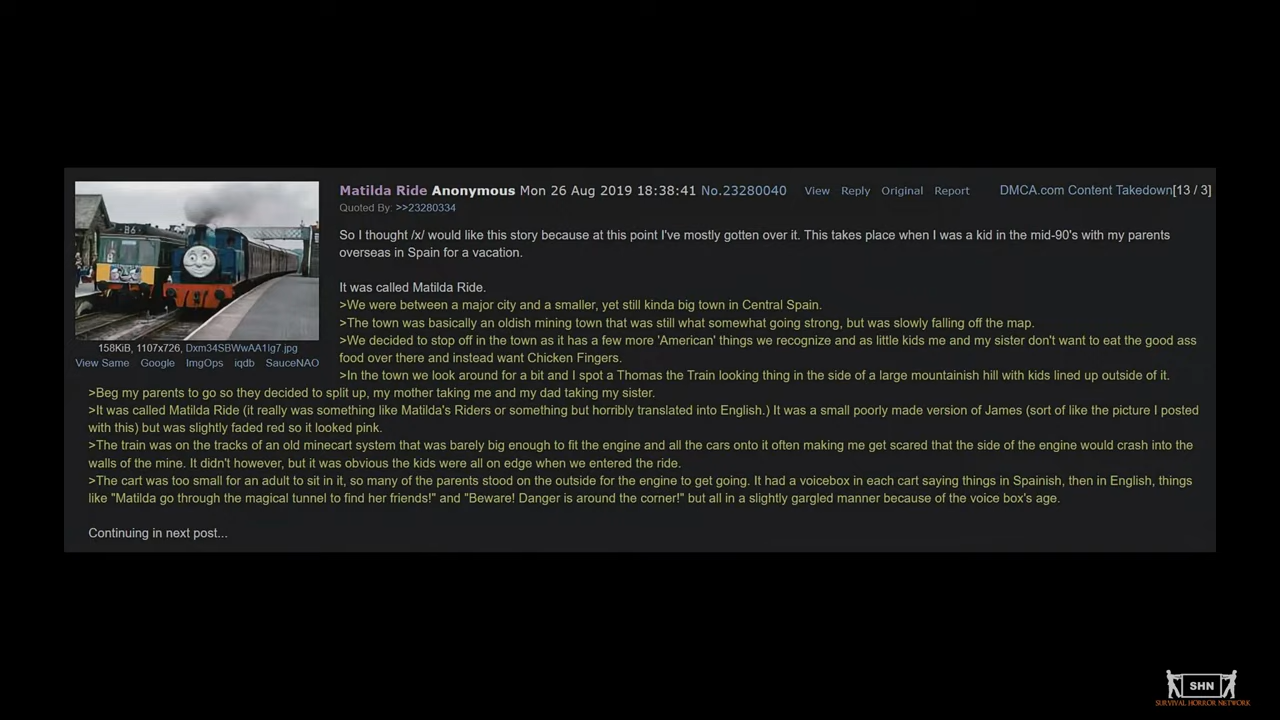 Matilda Ride Anonymous Mon 26 Aug 2019 18:38:41 No.23280040 View Reply Original Report DMCA.com Content Takedown[13 / 3]
Quoted By: >>23280334
So I thought /x/ would like this story because at this point I've mostly gotten over it. This takes place when I was a kid in the mid-90's with my parents
overseas in Spain for a vacation.
It was called Matilda Ride.
>We were between a major city and a smaller, yet still kinda big town in Central Spain.
>The town was basically an oldish mining town that was still what somewhat going strong, but was slowly falling off the map.
>We decided to stop off in the town as it has a few more 'American' things we recognize and as little kids me and my sister don't want to eat the good ass
food over there and instead want Chicken Fingers.
>In the town we look around for a bit and I spot a Thomas the Train looking thing in the side of a large mountainish hill with kids lined up outside of it.
B6
158KiB, 1107x726, Dxm34SBWwAA1lg7.jpg
View Same Google ImgOps iqdb SauceNAO
>Beg my parents to go so they decided to split up, my mother taking me and my dad taking my sister.
>It was called Matilda Ride (it really was something like Matilda's Riders or something but horribly translated into English.) It was a small poorly made version of James (sort of like the picture I posted
with this) but was slightly faded red so it looked pink.
>The train was on the tracks of an old minecart system that was barely big enough to fit the engine and all the cars onto it often making me get scared that the side of the engine would crash into the
walls of the mine. It didn't however, but it was obvious the kids were all on edge when we entered the ride.
>The cart was too small for an adult to sit in it, so many of the parents stood on the outside for the engine to get going. It had a voicebox in each cart saying things in Spainish, then in English, things
like "Matilda go through the magical tunnel to find her friends!" and "Beware! Danger is around the corner!" but all in a slightly gargled manner because of the voice box's age.
Continuing in next post...
SHN
SURVIVAL HORROR NETWORK